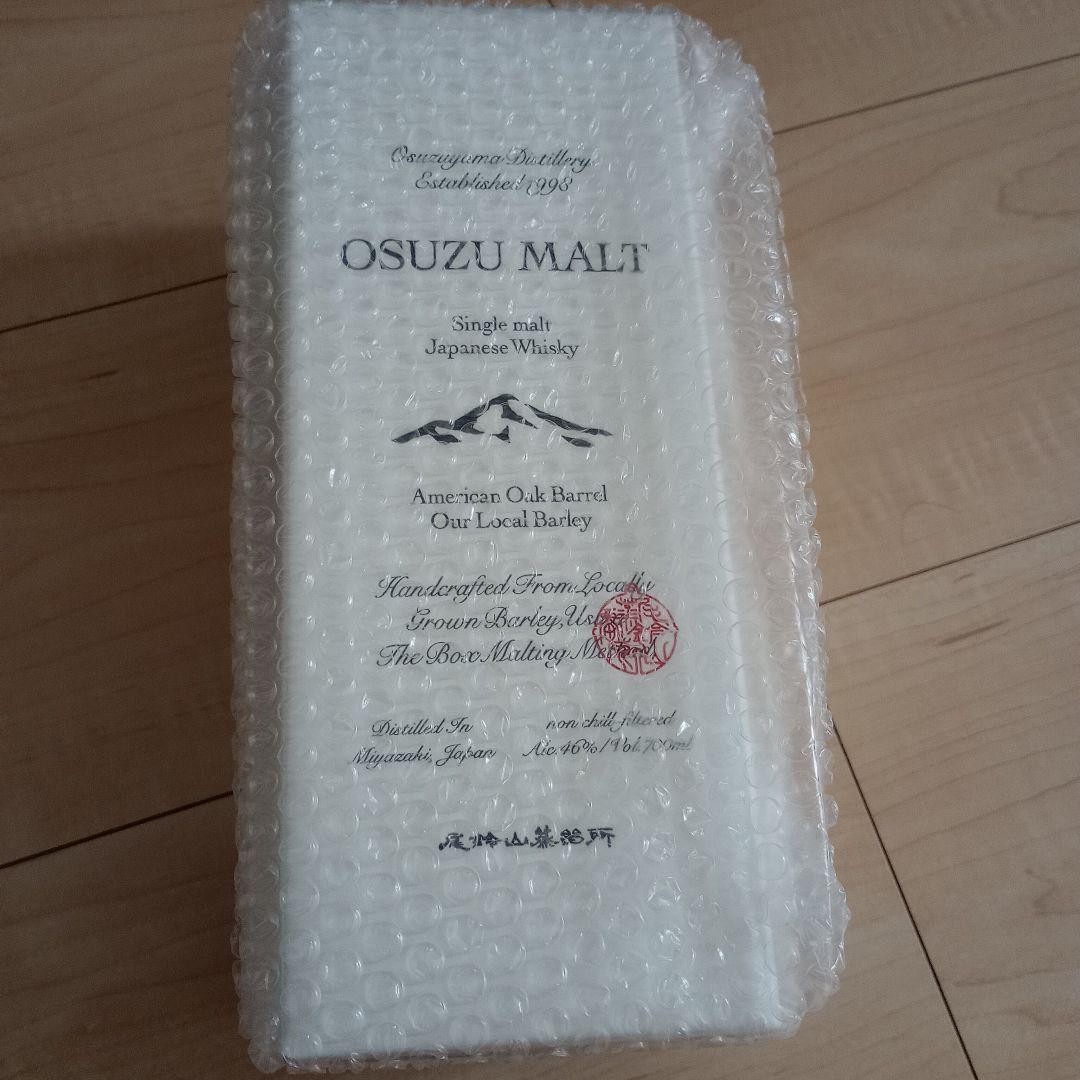 Osuzuyama Distillery
Established 1998
OSUZU MALT
Single malt
Japanese Whisky
American Oak Barrel
Our Local Barley
Handcrafted From Locally
Grown Barley, Using
The Box Malting Method
Distilled In
Miyazaki, Japan
non chill-filtered
Alc.46%/Vol.700ml
尾鈴山蒸留所